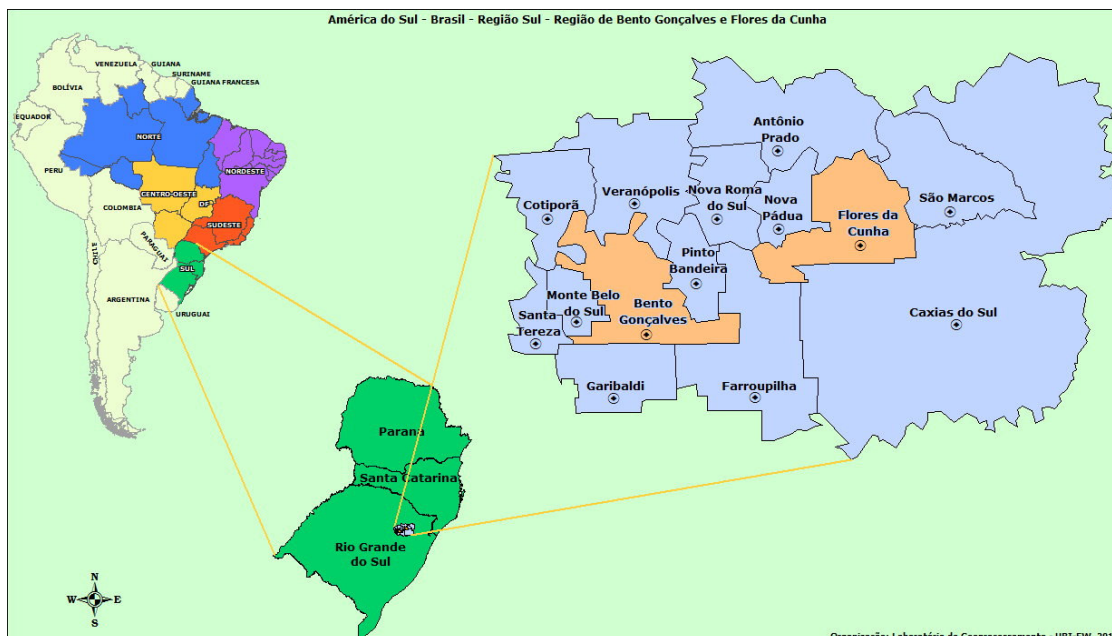 América do Sul - Brasil - Região Sul - Região de Bento Gonçalves e Flores da Cunha
VENEZUELA
GUIANA
SURINAME
GUIANA FRANCESA
BOLÍVIA
EQUADOR
NORTE
PERU
NORDESTE
CENTRO-OESTE
DF
COLOMBIA
SUDESTE
PARAGUAI
CHILE
SUL
ARGENTINA
URUGUAI
Antônio
Prado
Cotiporã
Veranópolis
Nova Roma
do Sul
Nova
Pádua
Flores da
Cunha
São Marcos
Pinto
Bandeira
Monte Belo
do Sul
Bento
Gonçalves
Santa
Tereza
Caxias do Sul
Garibaldi
Farroupilha
Parana
Santa Catarina
Rio Grande
do Sul
N
W
E
S